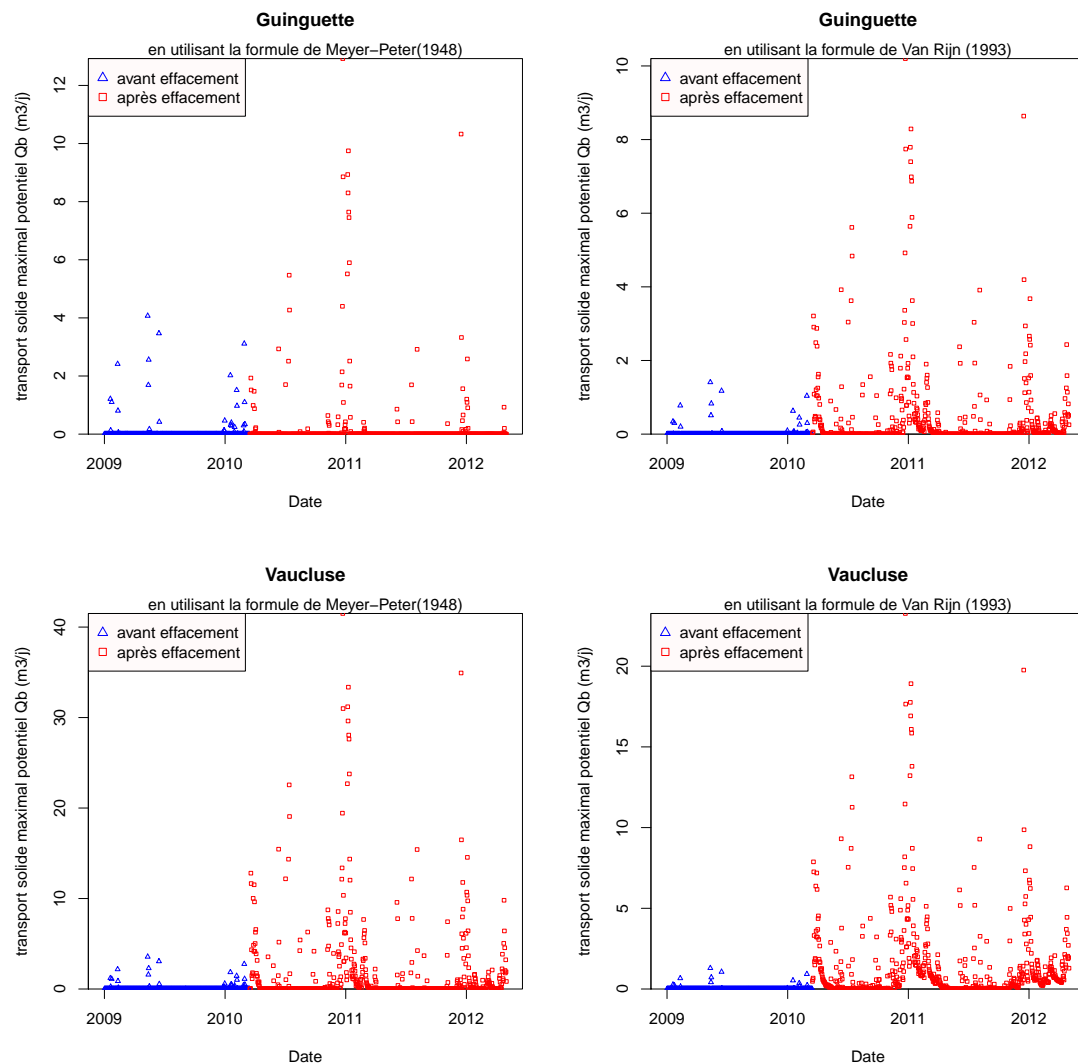 Guinguette
en utilisant la formule de Meyer−Peter(1948)
avant effacement
après effacement
transport solide maximal potentiel Qb (m3/j)
0
2
4
6
8
10
12
2009
2010
2011
2012
Date
Guinguette
en utilisant la formule de Van Rijn (1993)
avant effacement
après effacement
transport solide maximal potentiel Qb (m3/j)
0
2
4
6
8
10
2009
2010
2011
2012
Date
Vaucluse
en utilisant la formule de Meyer−Peter(1948)
avant effacement
après effacement
transport solide maximal potentiel Qb (m3/j)
0
10
20
30
40
2009
2010
2011
2012
Date
Vaucluse
en utilisant la formule de Van Rijn (1993)
avant effacement
après effacement
transport solide maximal potentiel Qb (m3/j)
0
5
10
15
20
2009
2010
2011
2012
Date